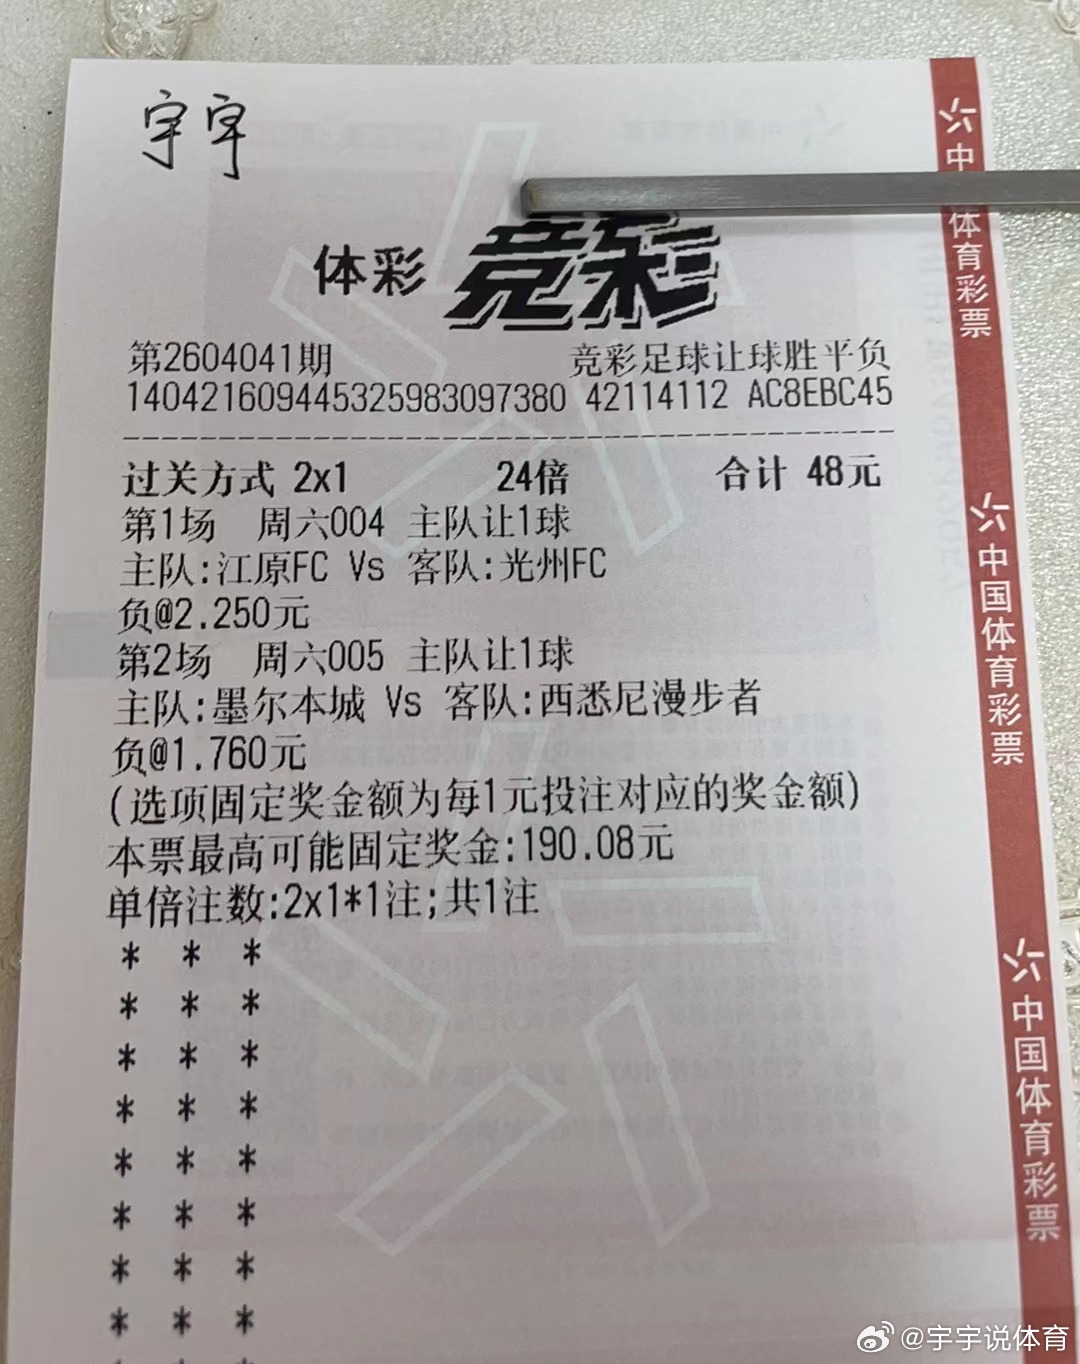 宇宇
体彩 竞彩
第2604041期 竞彩足球让球胜平负
140421609445325983097380 42114112 AC8EBC45
过关方式 2x1 24倍 合计 48元
第1场 周六004 主队让1球
主队:江原FC Vs 客队:光州FC
负@2.250元
第2场 周六005 主队让1球
主队:墨尔本城 Vs 客队:西悉尼漫步者
负@1.760元
(选项固定奖金额为每1元投注对应的奖金额)
本票最高可能固定奖金:190.08元
单倍注数:2x1*1注;共1注
* * *
* * *
* * *
* * *
* * *
* * *
* * *
* * *
中国体育彩票
中国体育彩票
中国体育彩票
@宇宇说体育